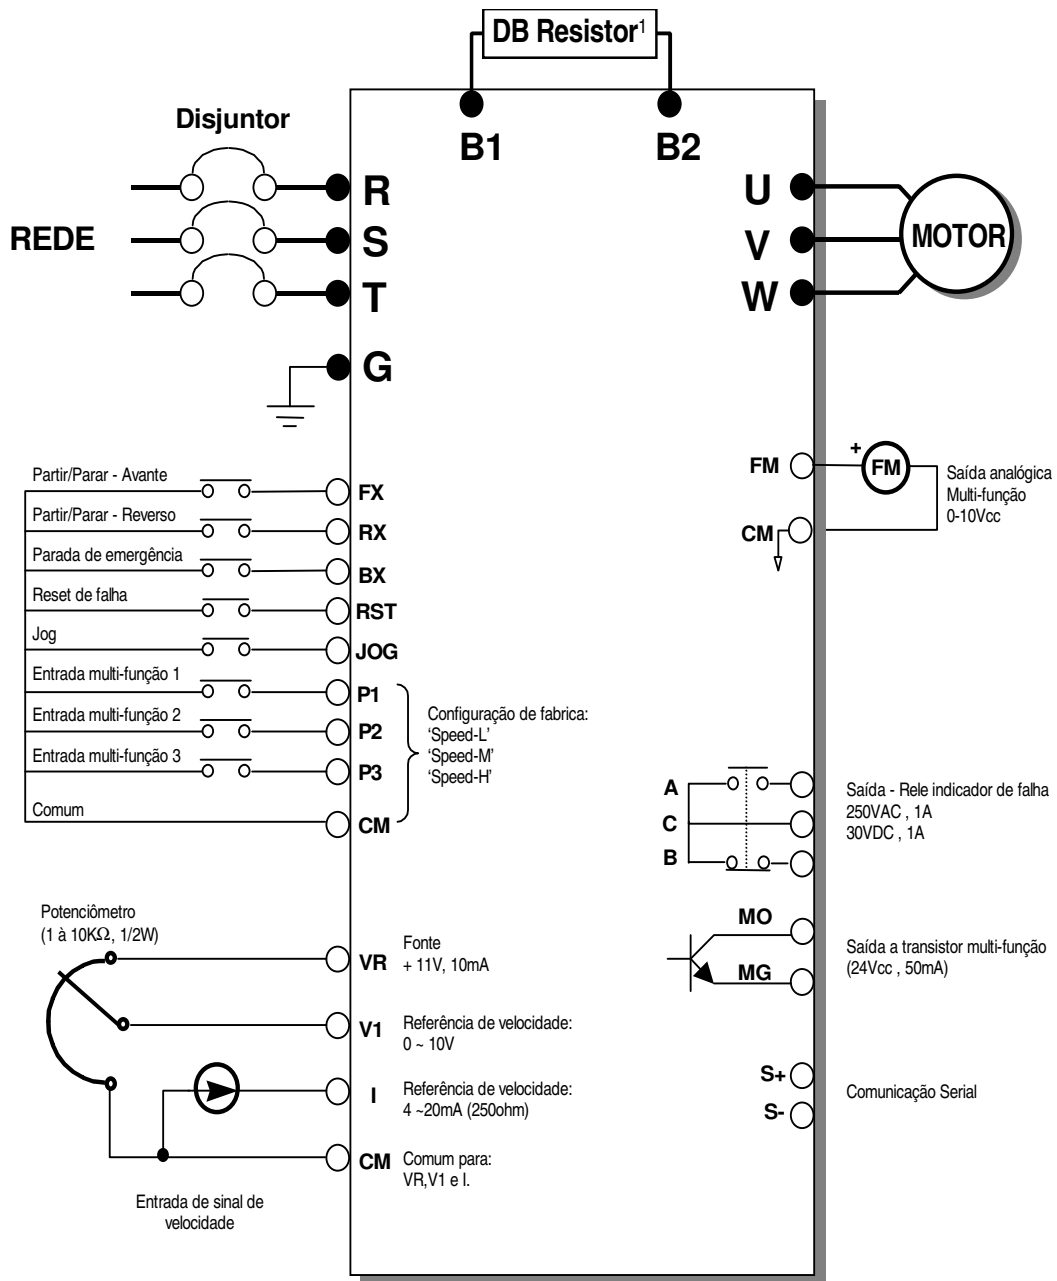 DB Resistor¹
B1
B2
Disjuntor
REDE
R
S
T
G
U
V
W
MOTOR
FM
+
FM
CM
Saída analógica
Multi-função
0-10Vcc
Partir/Parar - Avante
FX
Partir/Parar - Reverso
RX
Parada de emergência
BX
Reset de falha
RST
Jog
JOG
Entrada multi-função 1
P1
Entrada multi-função 2
P2
Entrada multi-função 3
P3
Comum
CM
Configuração de fabrica:
‘Speed-L’
‘Speed-M’
‘Speed-H’
A
C
B
Saída - Rele indicador de falha
250VAC , 1A
30VDC , 1A
MO
MG
Saída a transistor multi-função
(24Vcc , 50mA)
S+
S-
Comunicação Serial
Potenciômetro
(1 à 10KΩ, 1/2W)
VR
Fonte
+ 11V, 10mA
V1
Referência de velocidade:
0 ~ 10V
I
Referência de velocidade:
4 ~20mA (250ohm)
CM
Comum para:
VR,V1 e I.
Entrada de sinal de
velocidade